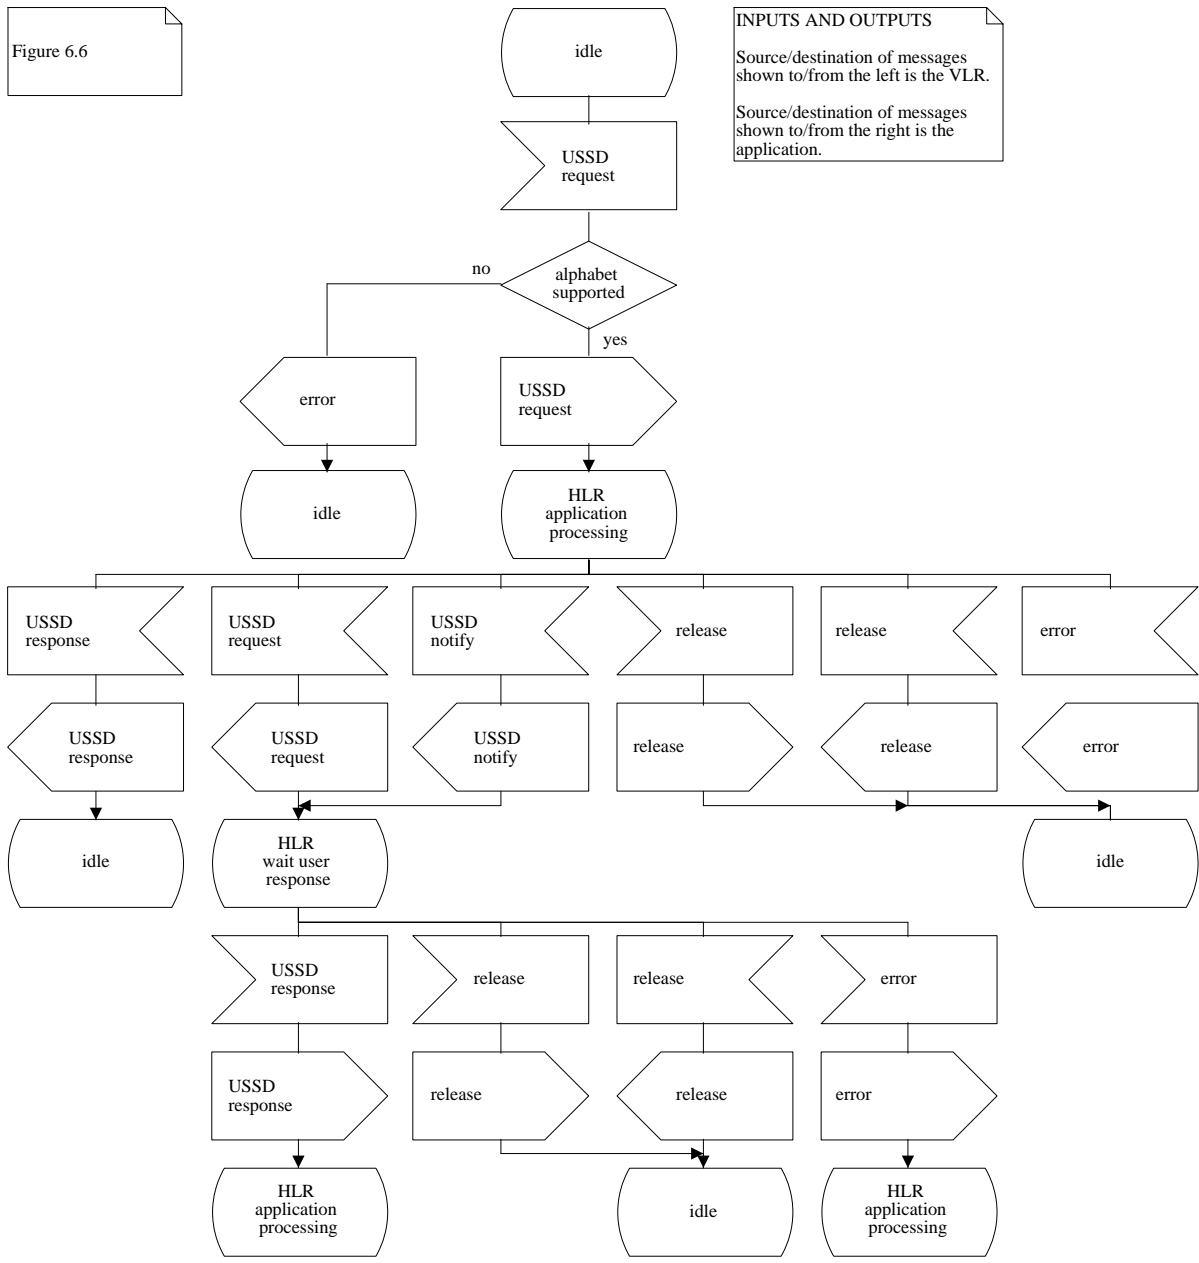 Figure 6.6
idle
INPUTS AND OUTPUTS
Source/destination of messages
shown to/from the left is the VLR.
Source/destination of messages
shown to/from the right is the
application.
USSD
request
alphabet
supported
no
yes
error
USSD
request
idle
HLR
application
processing
USSD
response
USSD
request
USSD
notify
release
release
error
USSD
response
USSD
request
USSD
notify
release
release
error
idle
HLR
wait user
response
idle
USSD
response
release
release
error
USSD
response
release
release
error
HLR
application
processing
idle
HLR
application
processing